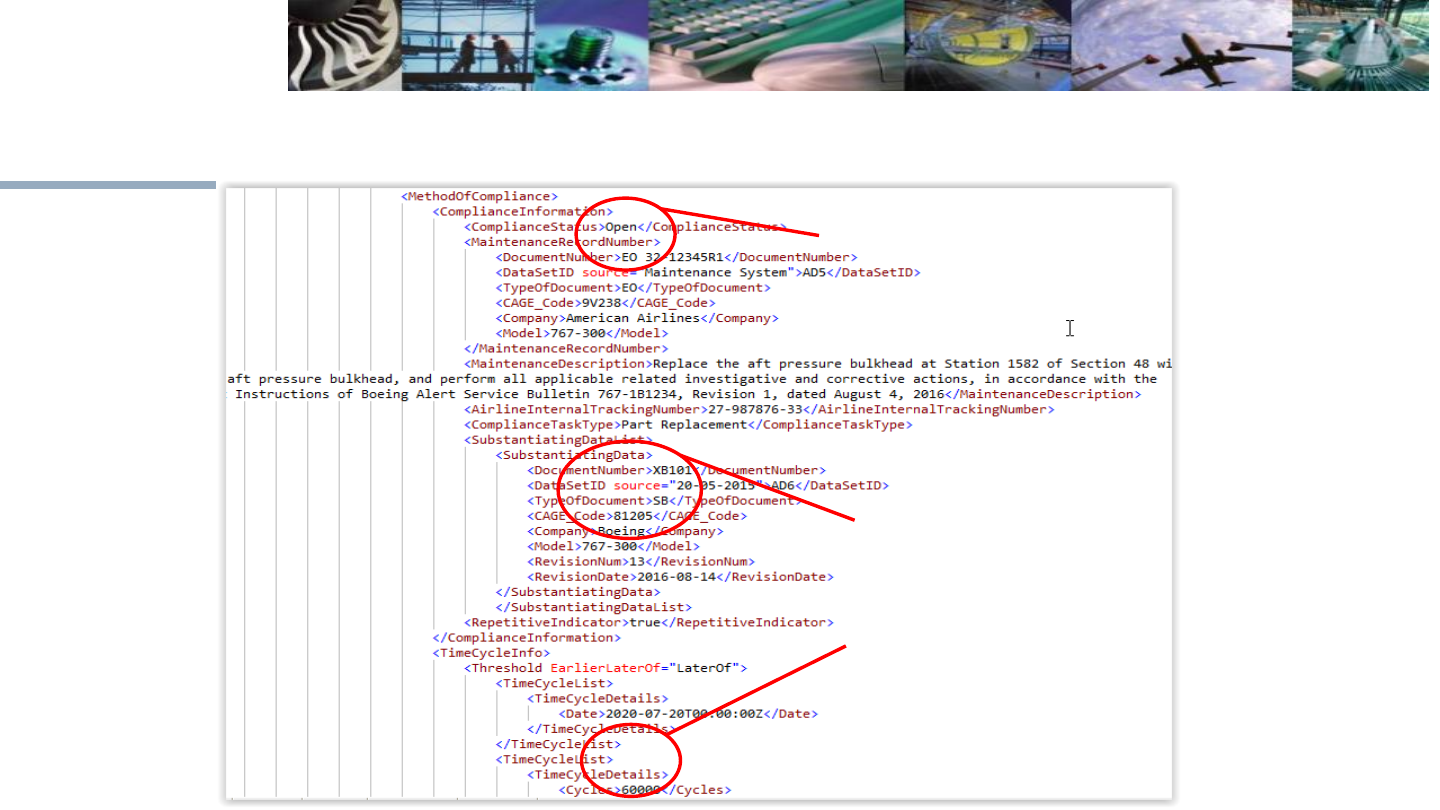 <MethodOfCompliance>
<ComplianceInformation>
<ComplianceStatus>Open</ComplianceStatus>
<MaintenanceRecordNumber>
<DocumentNumber>EO 32-12345R1</DocumentNumber>
<DataSetID source="Maintenance System">AD5</DataSetID>
<TypeOfDocument>EO</TypeOfDocument>
<CAGE_Code>9V238</CAGE_Code>
<Company>American Airlines</Company>
<Model>767-300</Model>
</MaintenanceRecordNumber>
<MaintenanceDescription>Replace the aft pressure bulkhead at Station 1582 of Section 48 wi
aft pressure bulkhead, and perform all applicable related investigative and corrective actions, in accordance with the
Instructions of Boeing Alert Service Bulletin 767-1B1234, Revision 1, dated August 4, 2016</MaintenanceDescription>
<AirlineInternalTrackingNumber>27-987876-33</AirlineInternalTrackingNumber>
<ComplianceTaskType>Part Replacement</ComplianceTaskType>
<SubstantiatingDataList>
<SubstantiatingData>
<DocumentNumber>XB101</DocumentNumber>
<DataSetID source="20-05-2015">AD6</DataSetID>
<TypeOfDocument>SB</TypeOfDocument>
<CAGE_Code>81205</CAGE_Code>
<Company>Boeing</Company>
<Model>767-300</Model>
<RevisionNum>13</RevisionNum>
<RevisionDate>2016-08-14</RevisionDate>
</SubstantiatingData>
</SubstantiatingDataList>
<RepetitiveIndicator>true</RepetitiveIndicator>
</ComplianceInformation>
<TimeCycleInfo>
<Threshold EarlierLaterOf="LaterOf">
<TimeCycleList>
<TimeCycleDetails>
<Date>2020-07-20T00:00:00Z</Date>
</TimeCycleDetails>
</TimeCycleList>
<TimeCycleList>
<TimeCycleDetails>
<Cycles>60000</Cycles>